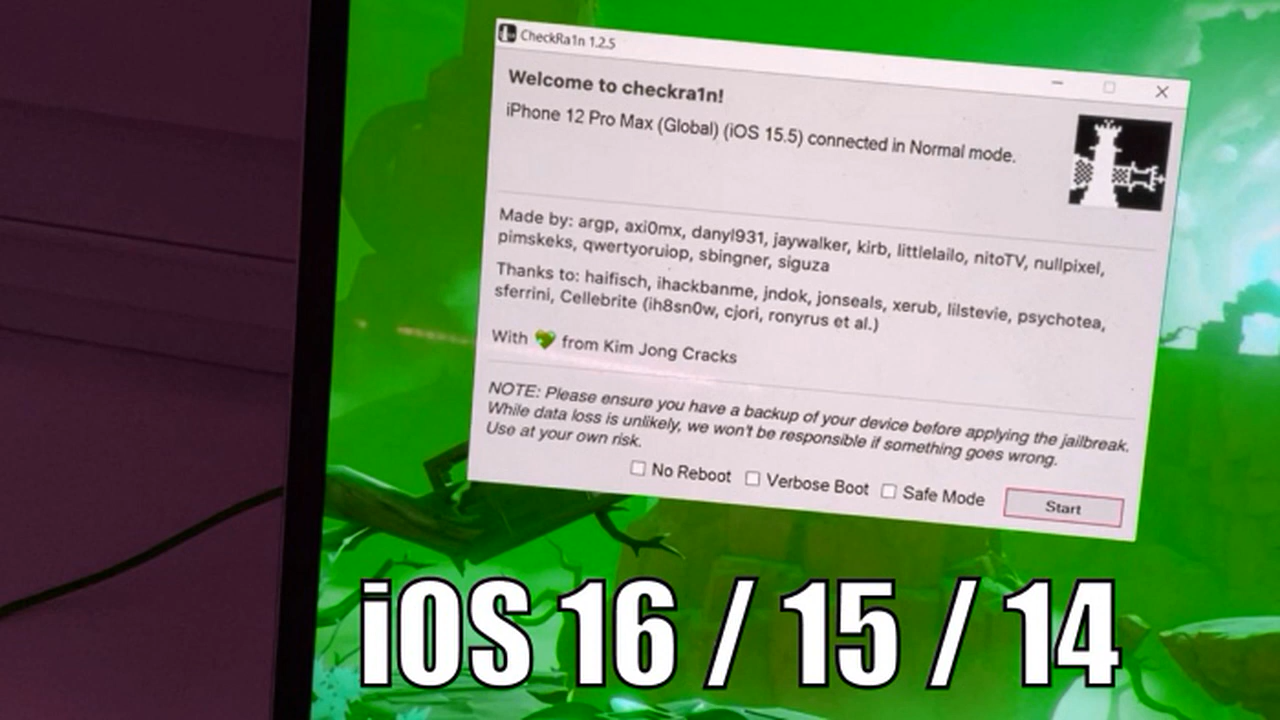 CheckRa1n 1.2.5
Welcome to checkra1n!
iPhone 12 Pro Max (Global) (iOS 15.5) connected in Normal mode.
Made by: argp, axi0mx, danyl931, jaywalker, kirb, littlelailo, nitoTV, nullpixel,
pimskeks, qwertyoruiop, sbingner, siguza
Thanks to: haifisch, ihackbanme, jndok, jonseals, xerub, lilstevie, psychotea,
sferrini, Cellebrite (ih8sn0w, cjori, ronyrus et al.)
With 💚 from Kim Jong Cracks
NOTE: Please ensure you have a backup of your device before applying the jailbreak.
While data loss is unlikely, we won't be responsible if something goes wrong.
Use at your own risk.
No Reboot Verbose Boot Safe Mode Start
iOS 16 / 15 / 14